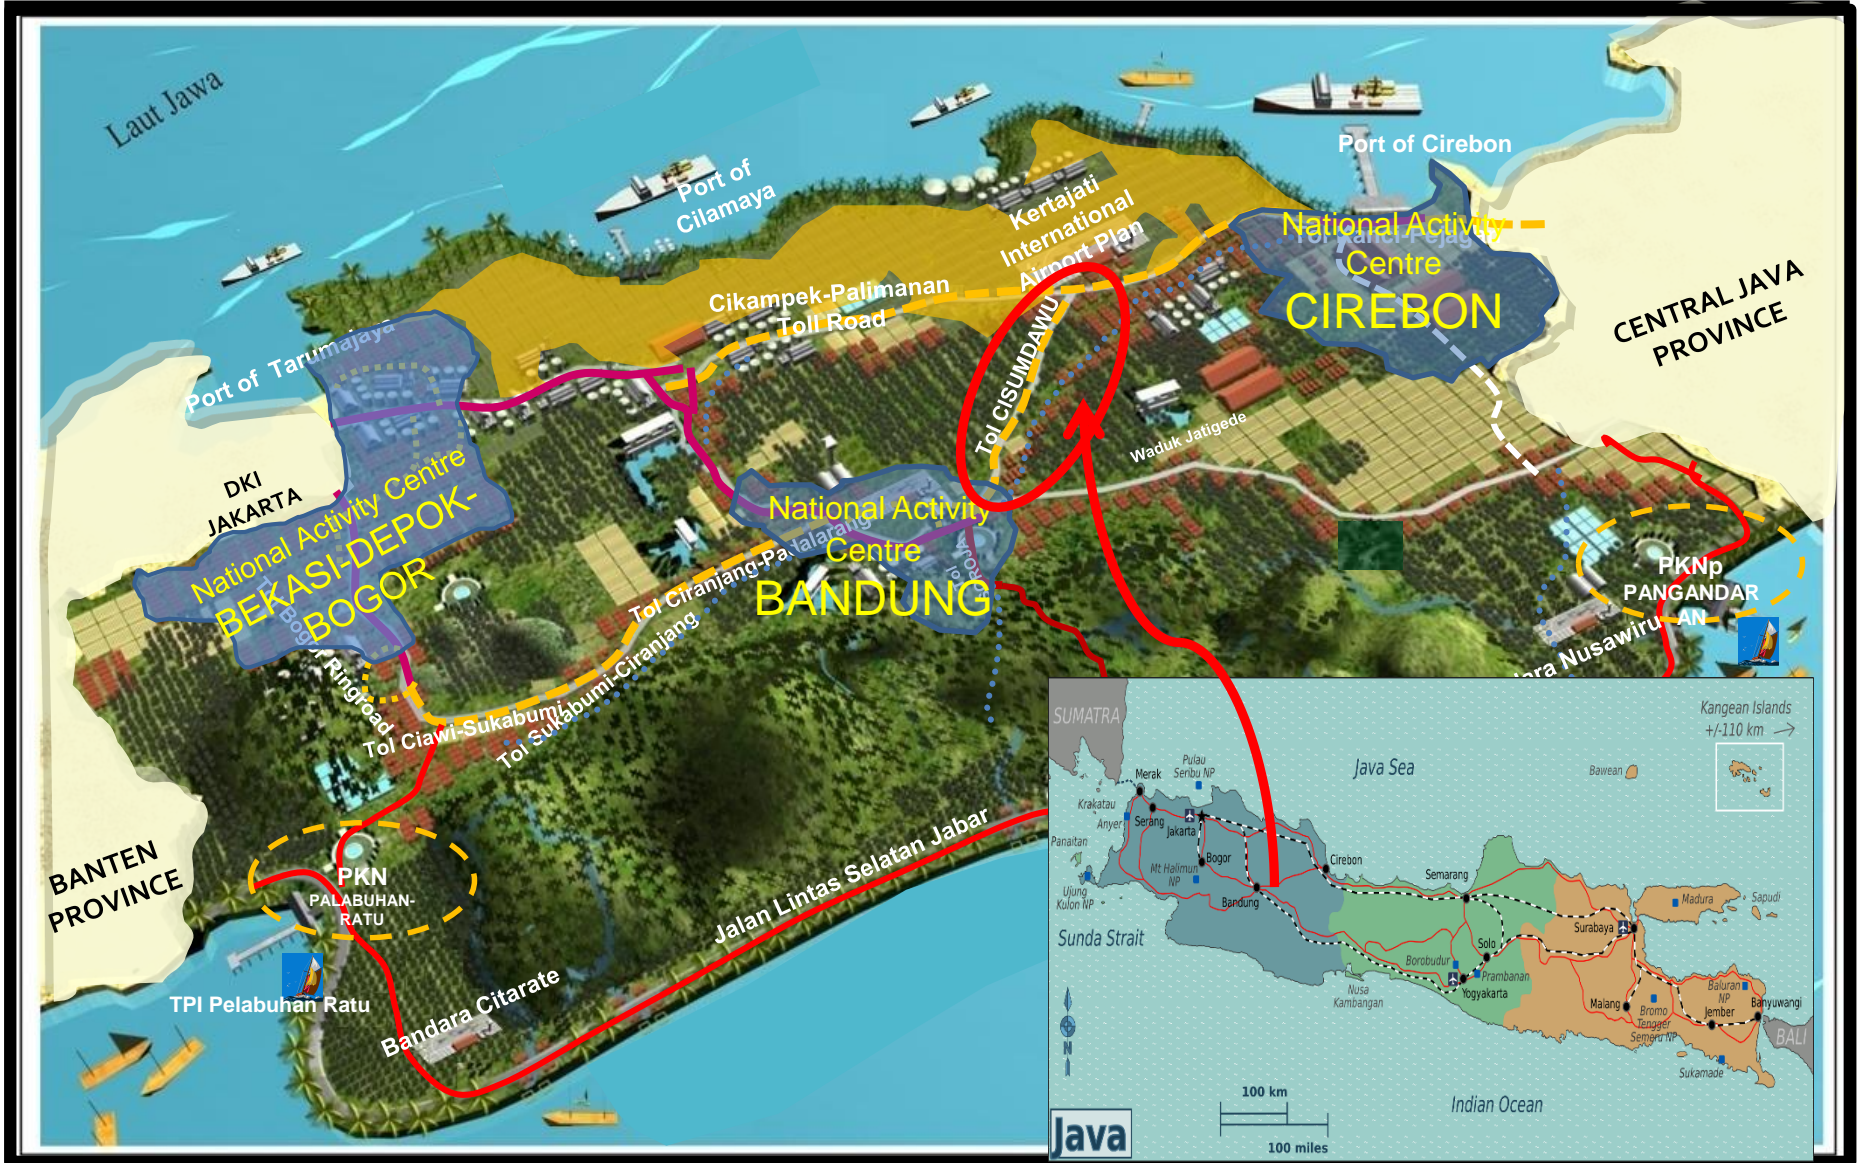 Laut Jawa
Port of
Cilamaya
Port of Cirebon
Kertajati
International
Airport Plan
National Activity
Tol Kanci-Pejagan
Centre
CIREBON
CENTRAL JAVA
PROVINCE
Cikampek-Palimanan
Toll Road
Port of Tarumajaya
Tol CISUMDAWU
Waduk Jatigede
DKI
JAKARTA
National Activity Centre
BEKASI-DEPOK-
BOGOR
National Activity
Centre
BANDUNG
Tol Ciranjang-Padalarang
Tol
Ringroad
Tol Ciawi-Sukabumi
Tol Sukabumi-Ciranjang
PKNp
PANGANDAR
AN
Nusawiru
BANTEN
PROVINCE
PKN
PALABUHAN-
RATU
TPI Pelabuhan Ratu
Bandara Citarate
Jalan Lintas Selatan Jabar
SUMATRA
Kangean Islands
+/-110 km
Java Sea
Bawean
Pulau
Seribu NP
Merak
Krakatau
Anyer
Serang
Jakarta
Panaitan
Bogor
Mt Halimun
NP
Cirebon
Ujung
Kulon NP
Bandung
Semarang
Madura
Sapudi
Sunda Strait
Surabaya
Solo
Borobudur
Prambanan
Yogyakarta
Nusa
Kambangan
Malang
Bromo
Tengger
Semeru NP
Baluran
NP
Jember
Banyuwangi
BALI
Sukamade
N
100 km
100 miles
Indian Ocean
Java